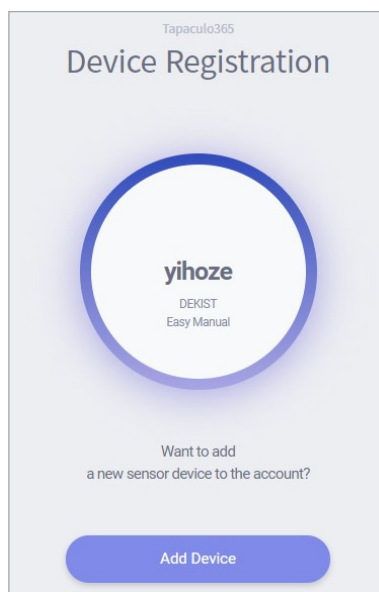 Tapaculo365
Device Registration
yihoze
DEKIST
Easy Manual
Want to add
a new sensor device to the account?
Add Device